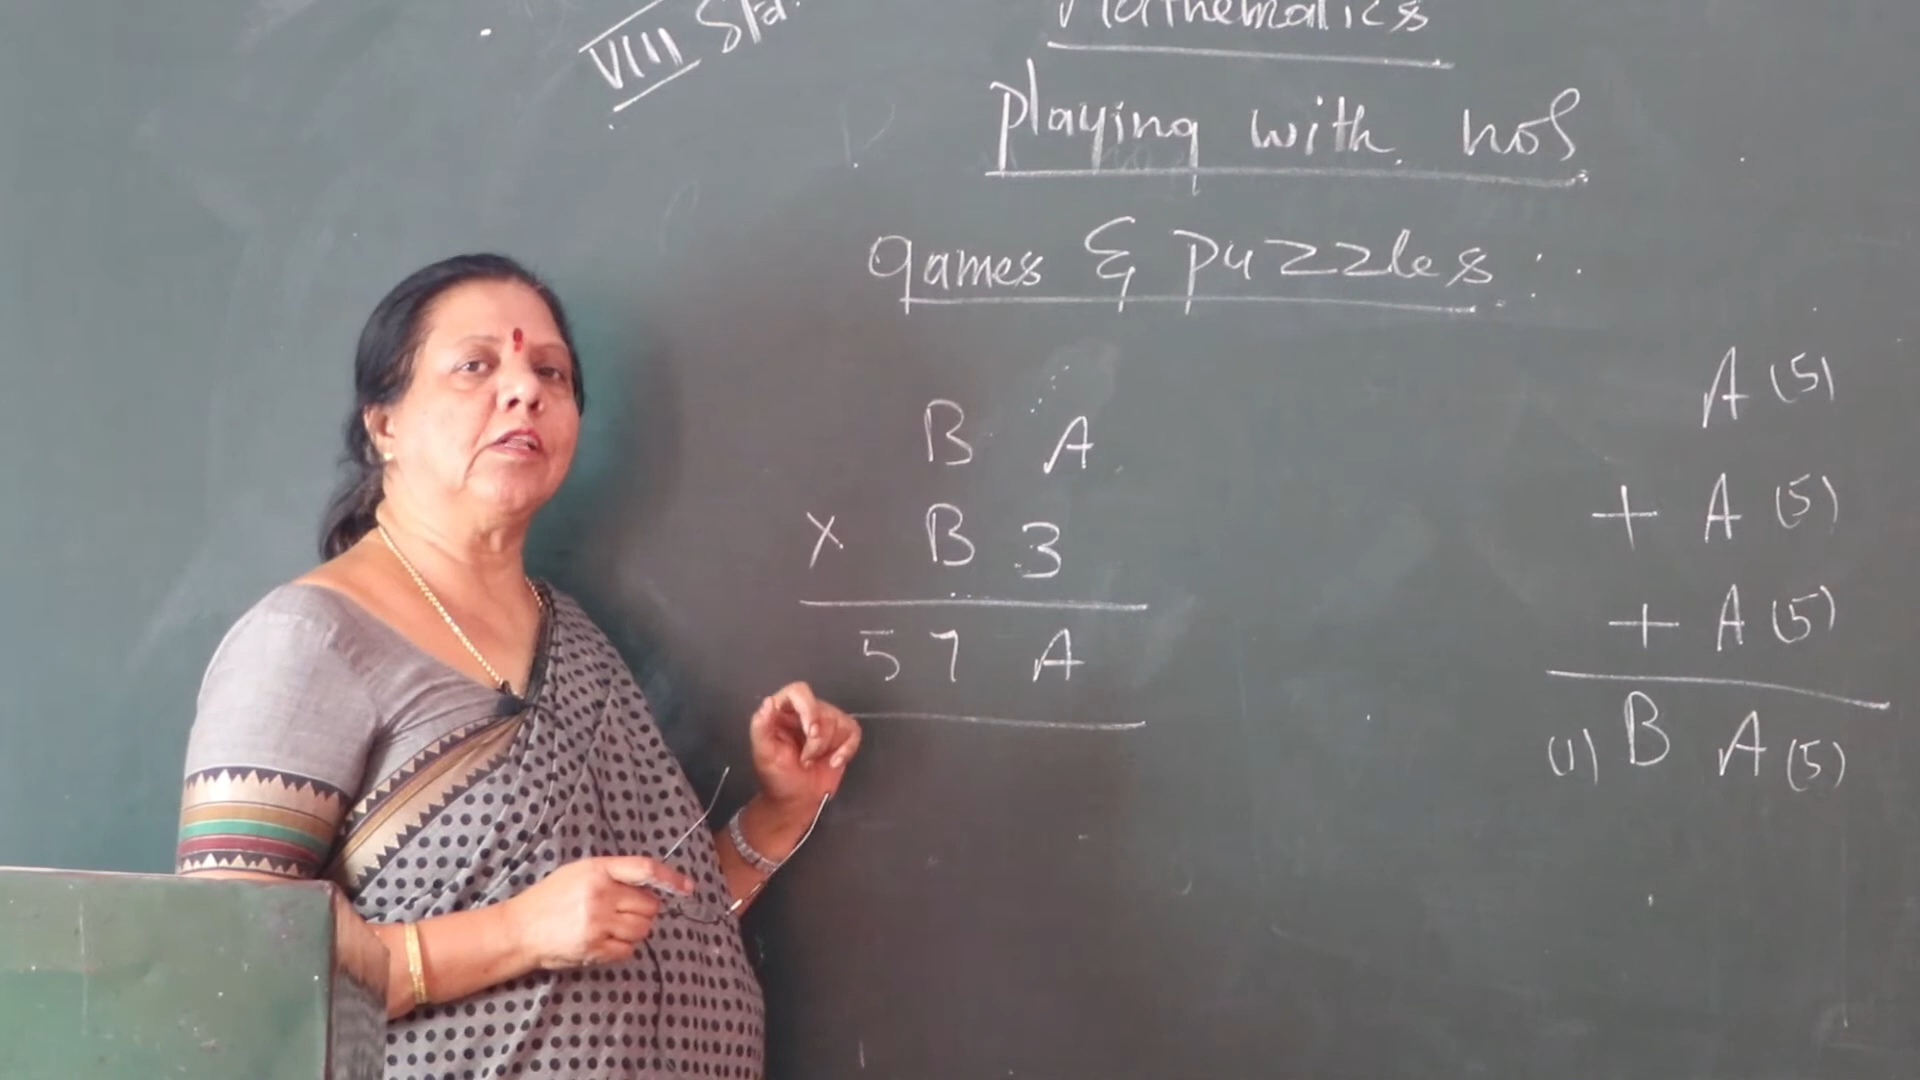 VIII Std.
Mathematics
Playing with nos
games & puzzles
B A
X B 3
5 7 A
A (5)
+ A (5)
+ A (5)
(1) B A (5)